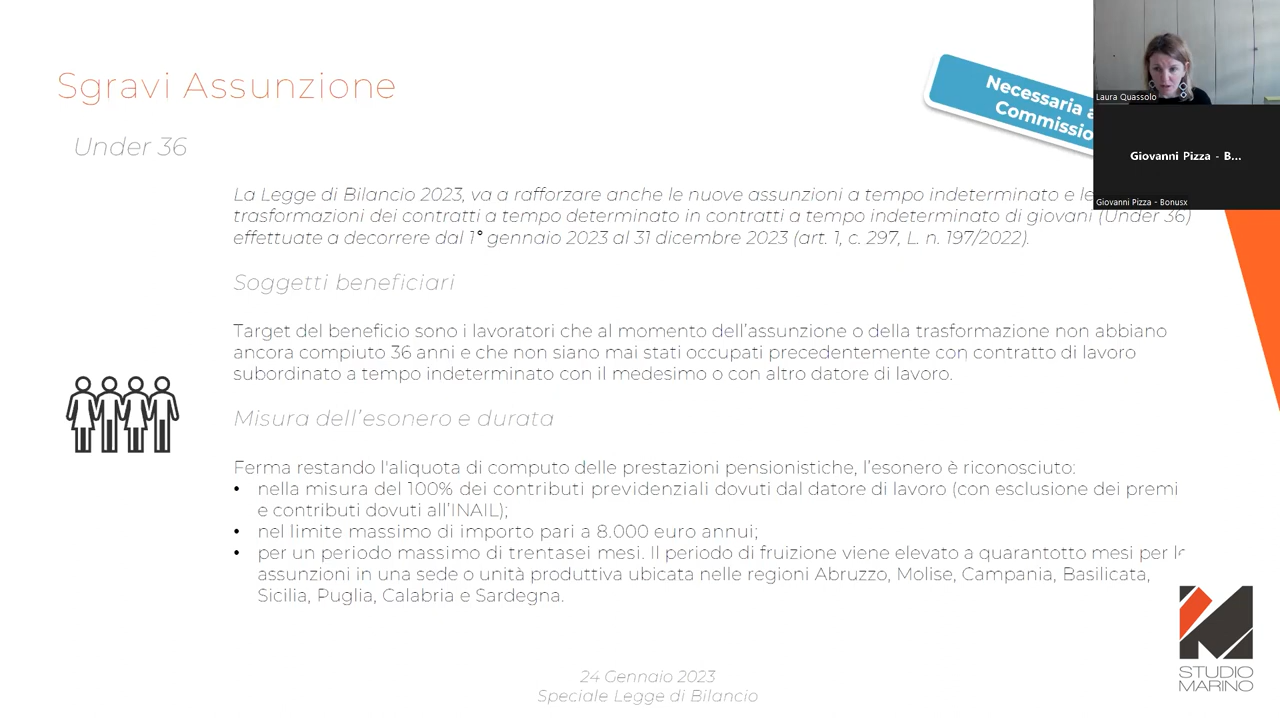 Sgravi Assunzione
Necessaria
Commissio
Laura Quassolo
Under 36
Giovanni Pizza - B...
Giovanni Pizza - Bonusx
La Legge di Bilancio 2023, va a rafforzare anche le nuove assunzioni a tempo indeterminato e le
trasformazioni dei contratti a tempo determinato in contratti a tempo indeterminato di giovani (Under 36)
effettuate a decorrere dal 1° gennaio 2023 al 31 dicembre 2023 (art. 1, c. 297, L. n. 197/2022).
Soggetti beneficiari
Target del beneficio sono i lavoratori che al momento dell'assunzione o della trasformazione non abbiano
ancora compiuto 36 anni e che non siano mai stati occupati precedentemente con contratto di lavoro
subordinato a tempo indeterminato con il medesimo o con altro datore di lavoro.
Misura dell'esonero e durata
Ferma restando l'aliquota di computo delle prestazioni pensionistiche, l'esonero è riconosciuto:
• nella misura del 100% dei contributi previdenziali dovuti dal datore di lavoro (con esclusione dei premi
e contributi dovuti all'INAIL);
• nel limite massimo di importo pari a 8.000 euro annui;
• per un periodo massimo di trentasei mesi. Il periodo di fruizione viene elevato a quarantotto mesi per le
assunzioni in una sede o unità produttiva ubicata nelle regioni Abruzzo, Molise, Campania, Basilicata,
Sicilia, Puglia, Calabria e Sardegna.
24 Gennaio 2023
Speciale Legge di Bilancio
STUDIO
MARINO